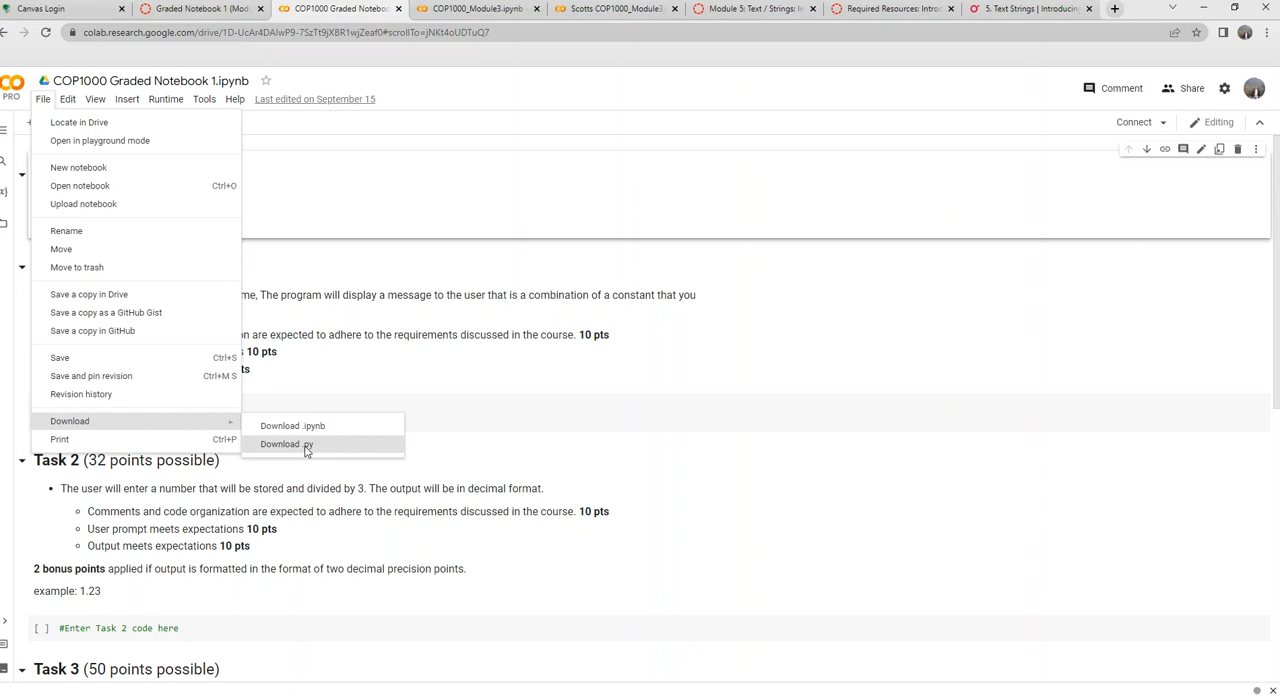 Canvas Login
Graded Notebook 1 (Modu
COP1000 Graded Notebo
COP1000_Module3.ipynb -
Scotts COP1000_Module3.
Module 5: Text / Strings: Int
Required Resources: Introd
5. Text Strings | Introducing
colab.research.google.com/drive/1D-UcAr4DAIwP9-7SzTt9jXBR1wjZeaf0#scrollTo=jNKt4oUDTUo7
PRO
COP1000 Graded Notebook 1.ipynb
File Edit View Insert Runtime Tools Help Last edited on September 15
Comment
Share
Connect
Editing
Locate in Drive
Open in playground mode
New notebook
Open notebook Ctrl+O
Upload notebook
Rename
Move
Move to trash
Save a copy in Drive
Save a copy as a GitHub Gist
Save a copy in GitHub
Save Ctrl+S
Save and pin revision Ctrl+M S
Revision history
Download
Print Ctrl+P
Download .ipynb
Download .py
me, The program will display a message to the user that is a combination of a constant that you
on are expected to adhere to the requirements discussed in the course. 10 pts
s 10 pts
ts
Task 2 (32 points possible)
• The user will enter a number that will be stored and divided by 3. The output will be in decimal format.
Comments and code organization are expected to adhere to the requirements discussed in the course. 10 pts
User prompt meets expectations 10 pts
Output meets expectations 10 pts
2 bonus points applied if output is formatted in the format of two decimal precision points.
example: 1.23
[ ] #Enter Task 2 code here
Task 3 (50 points possible)